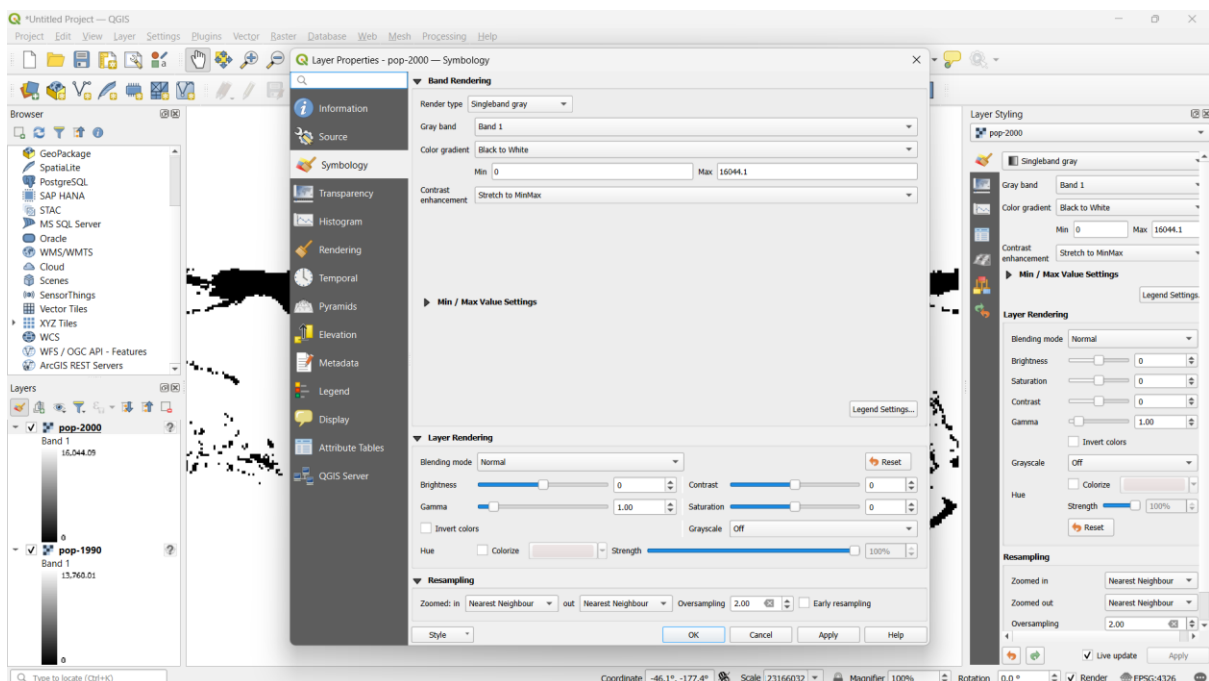 *Untitled Project — QGIS
Project Edit View Layer Settings Plugins Vector Raster Database Web Mesh Processing Help
Browser
GeoPackage
SpatiaLite
PostgreSQL
SAP HANA
STAC
MS SQL Server
Oracle
WMS/WMTS
Cloud
Scenes
SensorThings
Vector Tiles
XYZ Tiles
WCS
WFS / OGC API - Features
ArcGIS REST Servers
Layers
pop-2000
Band 1
16,044.09
0
pop-1990
Band 1
13,760.01
0
Layer Properties - pop-2000 — Symbology
Information
Source
Symbology
Transparency
Histogram
Rendering
Temporal
Pyramids
Elevation
Metadata
Legend
Display
Attribute Tables
QGIS Server
Band Rendering
Render type Singleband gray
Gray band Band 1
Color gradient Black to White
Min 0 Max 16044.1
Contrast
enhancement Stretch to MinMax
Min / Max Value Settings
Legend Settings...
Layer Rendering
Blending mode Normal Reset
Brightness 0 Contrast 0
Gamma 1.00 Saturation 0
Invert colors Grayscale Off
Hue Colorize Strength 100%
Resampling
Zoomed: in Nearest Neighbour out Nearest Neighbour Oversampling 2.00 Early resampling
Style OK Cancel Apply Help
Layer Styling
pop-2000
Singleband gray
Gray band Band 1
Color gradient Black to White
Min 0 Max 16044.1
Contrast
enhancement Stretch to MinMax
Min / Max Value Settings
Legend Settings.
Layer Rendering
Blending mode Normal
Brightness 0
Saturation 0
Contrast 0
Gamma 1.00
Invert colors
Grayscale Off
Colorize
Hue
Strength 100%
Reset
Resampling
Zoomed in Nearest Neighbour
Zoomed out Nearest Neighbour
Oversampling 2.00
Live update Apply
Type to locate (Ctrl+K) Coordinate -46.1°, -177.4° Scale 23166032 Magnifier 100% Rotation 0.0 ° Render EPSG:4326